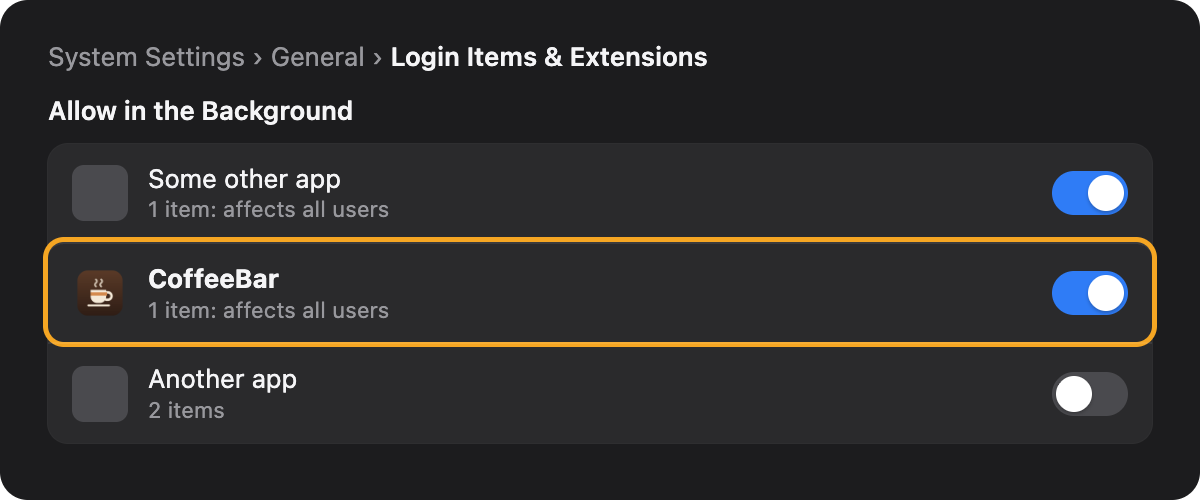 System Settings › General › Login Items & Extensions
Allow in the Background
Some other app
1 item: affects all users
CoffeeBar
1 item: affects all users
Another app
2 items